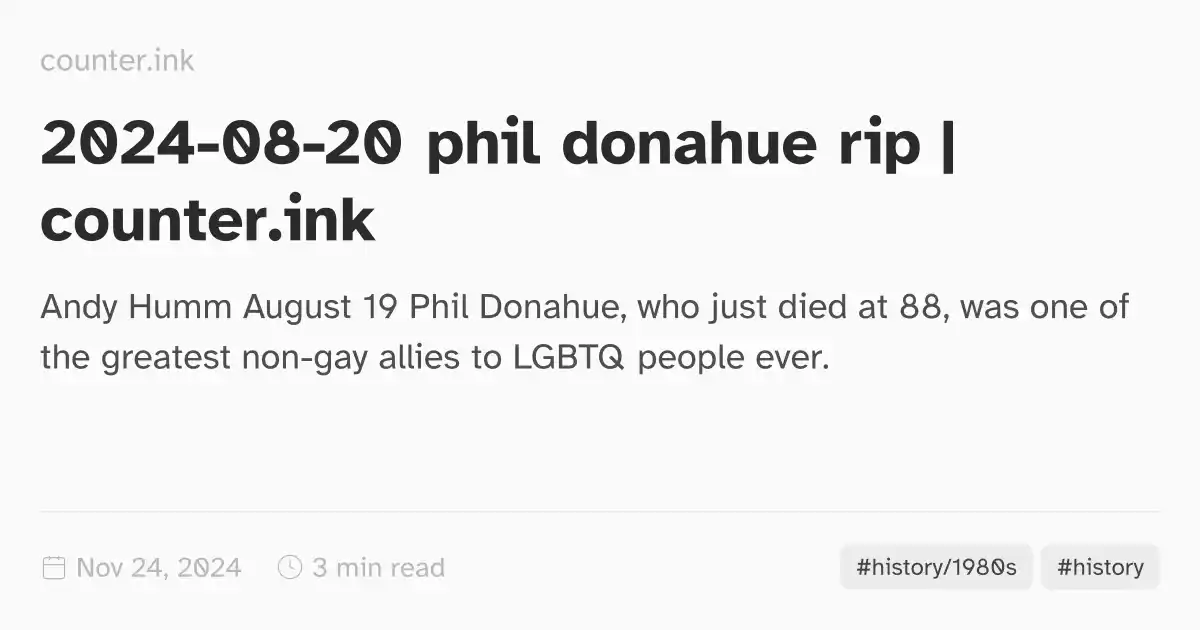 counter.ink
2024-08-20 phil donahue rip |
counter.ink
Andy Humm August 19 Phil Donahue, who just died at 88, was one of
the greatest non-gay allies to LGBTQ people ever.
Nov 24, 2024 3 min read #history/1980s #history